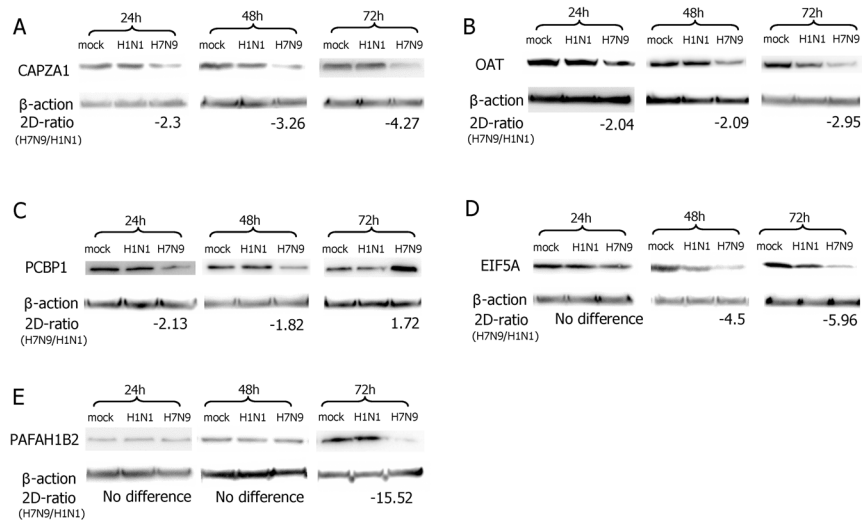 A
24h 48h 72h
mock H1N1 H7N9 mock H1N1 H7N9 mock H1N1 H7N9
CAPZA1
β-action
2D-ratio -2.3 -3.26 -4.27
(H7N9/H1N1)
B
24h 48h 72h
mock H1N1 H7N9 mock H1N1 H7N9 mock H1N1 H7N9
OAT
β-action
2D-ratio -2.04 -2.09 -2.95
(H7N9/H1N1)
C
24h 48h 72h
mock H1N1 H7N9 mock H1N1 H7N9 mock H1N1 H7N9
PCBP1
β-action
2D-ratio -2.13 -1.82 1.72
(H7N9/H1N1)
D
24h 48h 72h
mock H1N1 H7N9 mock H1N1 H7N9 mock H1N1 H7N9
EIF5A
β-action
2D-ratio No difference -4.5 -5.96
(H7N9/H1N1)
E
24h 48h 72h
mock H1N1 H7N9 mock H1N1 H7N9 mock H1N1 H7N9
PAFAH1B2
β-action
2D-ratio No difference No difference -15.52
(H7N9/H1N1)